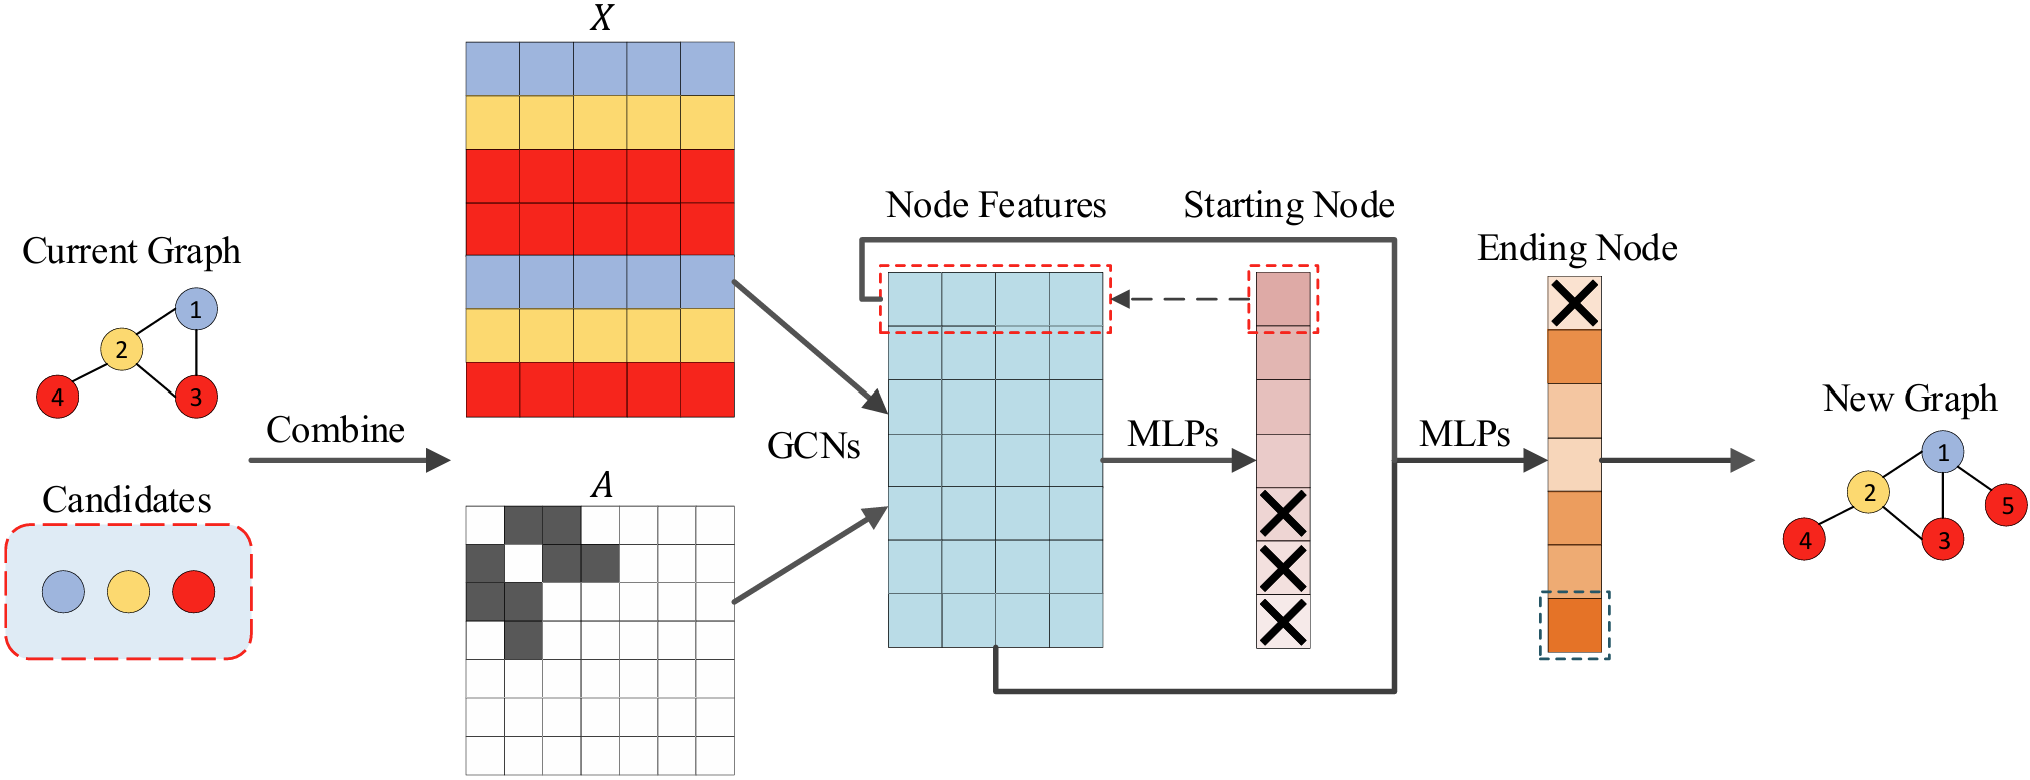 X
Current Graph
1
2
4
3
Combine
Candidates
A
GCNs
Node Features
Starting Node
MLPs
MLPs
Ending Node
New Graph
1
2
5
4
3